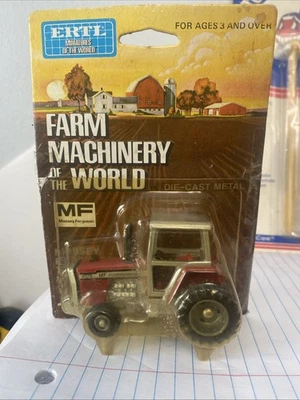 ERTL
MINIATURES
OF THE WORLD
FOR AGES 3 AND OVER
FARM
MACHINERY
OF THE WORLD
DIE-CAST METAL
MF
Massey Ferguson